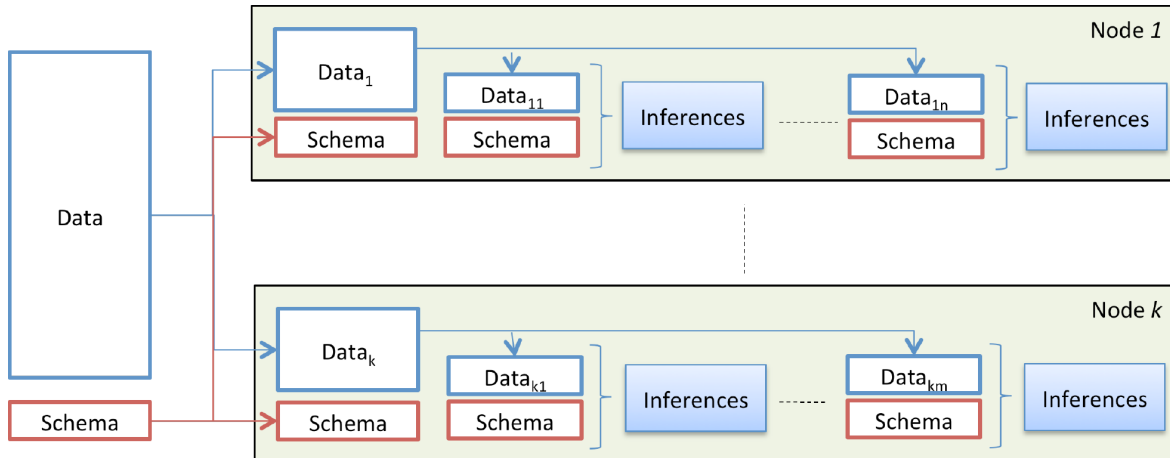 Node 1
Data
Schema
Data₁
Schema
Data₁₁
Schema
Inferences
Data₁ₙ
Schema
Inferences
Node k
Dataₖ
Schema
Dataₖ₁
Schema
Inferences
Dataₖₘ
Schema
Inferences